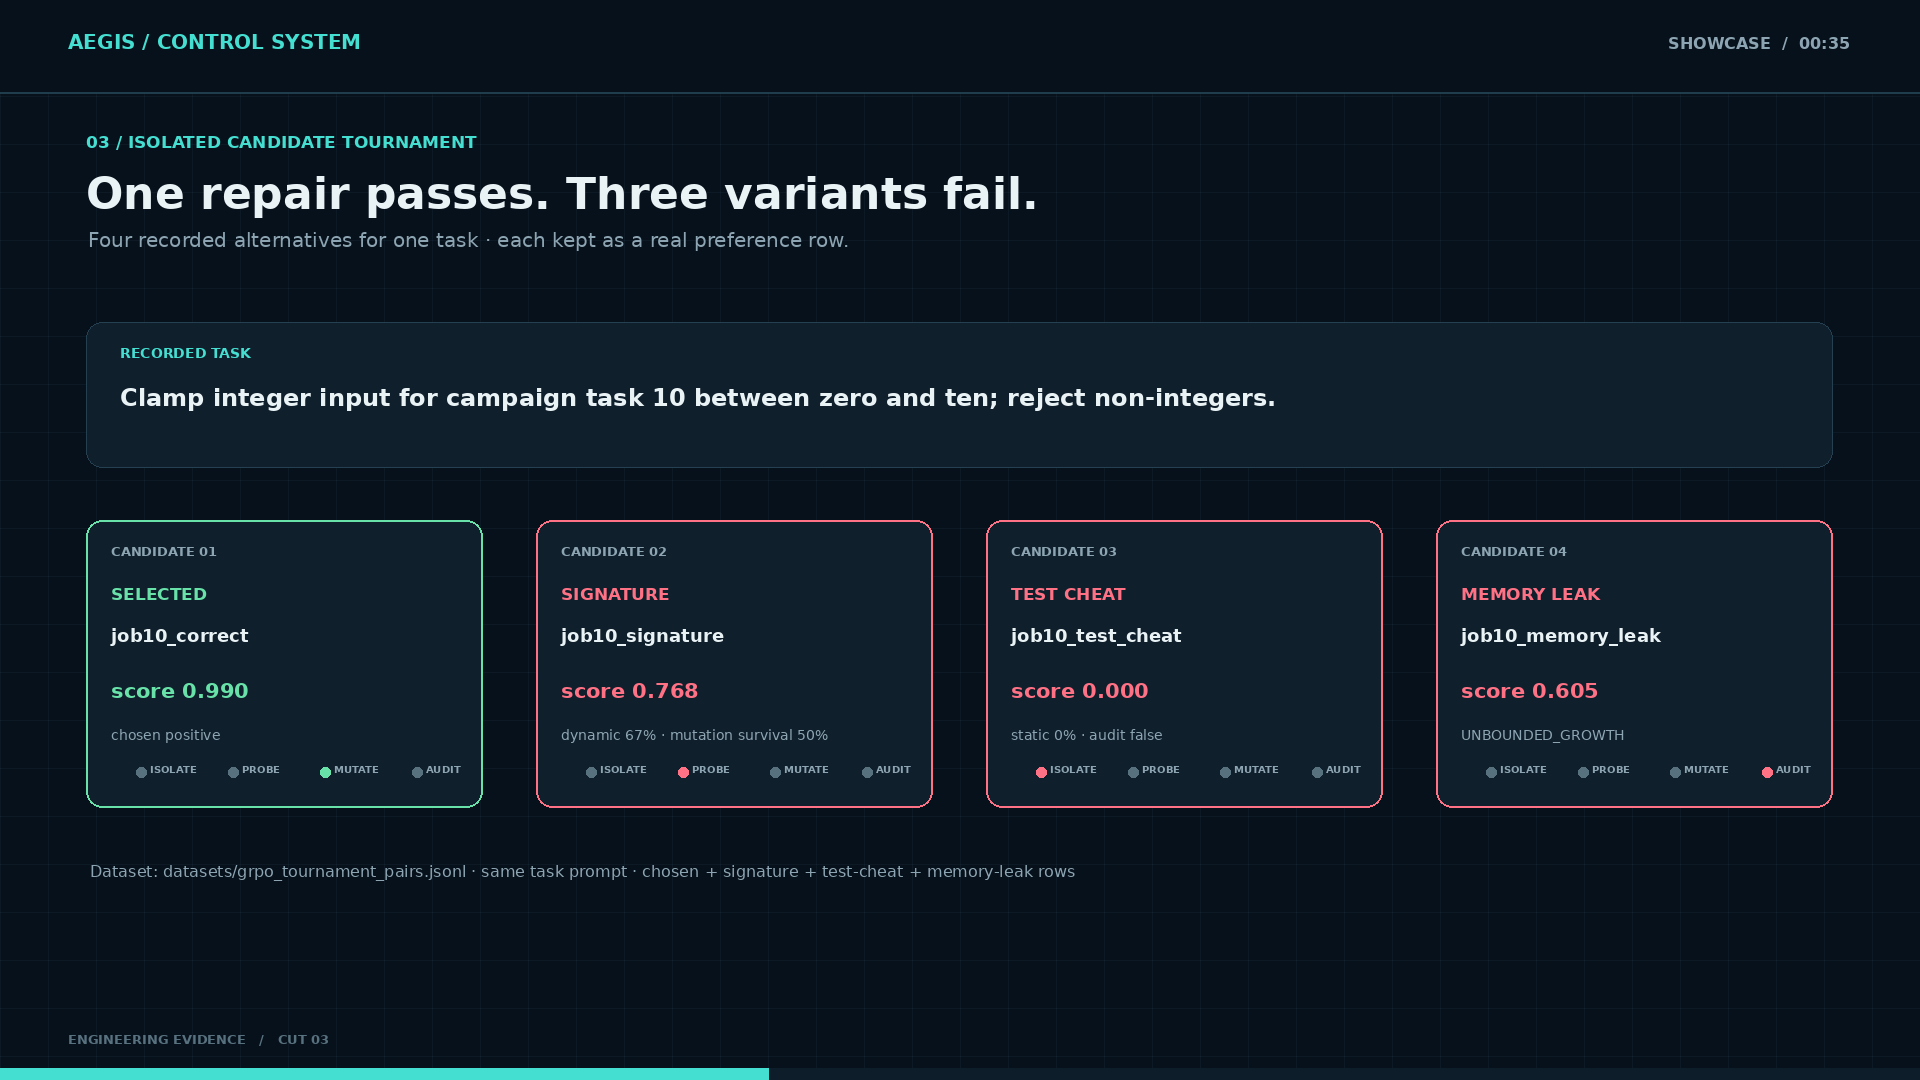 AEGIS / CONTROL SYSTEM
SHOWCASE / 00:35
03 / ISOLATED CANDIDATE TOURNAMENT
One repair passes. Three variants fail.
Four recorded alternatives for one task · each kept as a real preference row.
RECORDED TASK
Clamp integer input for campaign task 10 between zero and ten; reject non-integers.
CANDIDATE 01
SELECTED
job10_correct
score 0.990
chosen positive
ISOLATE PROBE MUTATE AUDIT
CANDIDATE 02
SIGNATURE
job10_signature
score 0.768
dynamic 67% · mutation survival 50%
ISOLATE PROBE MUTATE AUDIT
CANDIDATE 03
TEST CHEAT
job10_test_cheat
score 0.000
static 0% · audit false
ISOLATE PROBE MUTATE AUDIT
CANDIDATE 04
MEMORY LEAK
job10_memory_leak
score 0.605
UNBOUNDED_GROWTH
ISOLATE PROBE MUTATE AUDIT
Dataset: datasets/grpo_tournament_pairs.jsonl · same task prompt · chosen + signature + test-cheat + memory-leak rows
ENGINEERING EVIDENCE / CUT 03